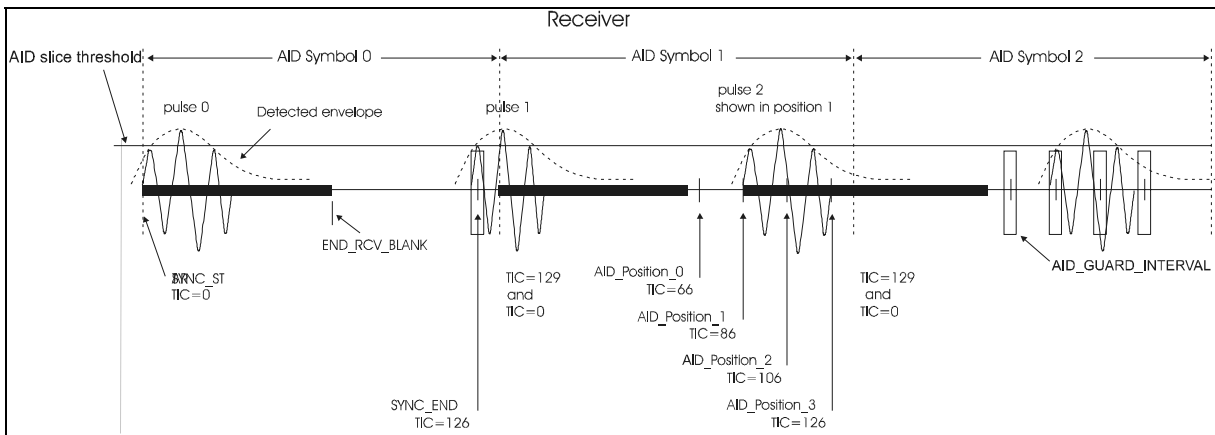 Receiver
AID slice threshold
AID Symbol 0
AID Symbol 1
AID Symbol 2
pulse 0
Detected envelope
pulse 1
pulse 2
shown in position 1
END_RCV_BLANK
AID_GUARD_INTERVAL
TIC=0
TIC=129
and
TIC=0
AID_Position_0
TIC=66
TIC=129
and
TIC=0
AID_Position_1
TIC=86
AID_Position_2
TIC=106
SYNC_END
TIC=126
AID_Position_3
TIC=126